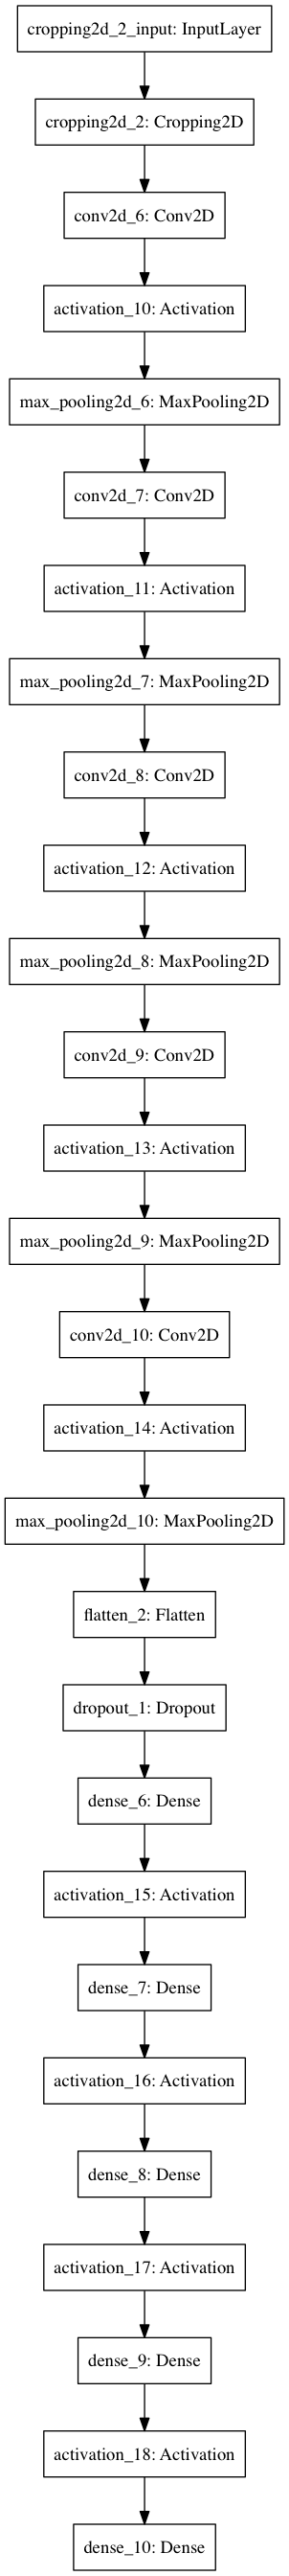 cropping2d_2_input: InputLayer
cropping2d_2: Cropping2D
conv2d_6: Conv2D
activation_10: Activation
max_pooling2d_6: MaxPooling2D
conv2d_7: Conv2D
activation_11: Activation
max_pooling2d_7: MaxPooling2D
conv2d_8: Conv2D
activation_12: Activation
max_pooling2d_8: MaxPooling2D
conv2d_9: Conv2D
activation_13: Activation
max_pooling2d_9: MaxPooling2D
conv2d_10: Conv2D
activation_14: Activation
max_pooling2d_10: MaxPooling2D
flatten_2: Flatten
dropout_1: Dropout
dense_6: Dense
activation_15: Activation
dense_7: Dense
activation_16: Activation
dense_8: Dense
activation_17: Activation
dense_9: Dense
activation_18: Activation
dense_10: Dense